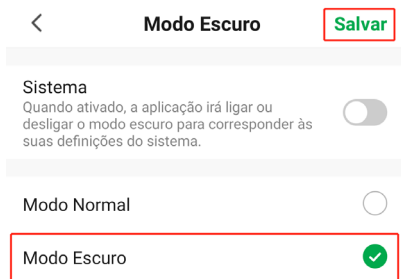 Modo Escuro Salvar
Sistema
Quando ativado, a aplicação irá ligar ou
desligar o modo escuro para corresponder às
suas definições do sistema.
Modo Normal
Modo Escuro